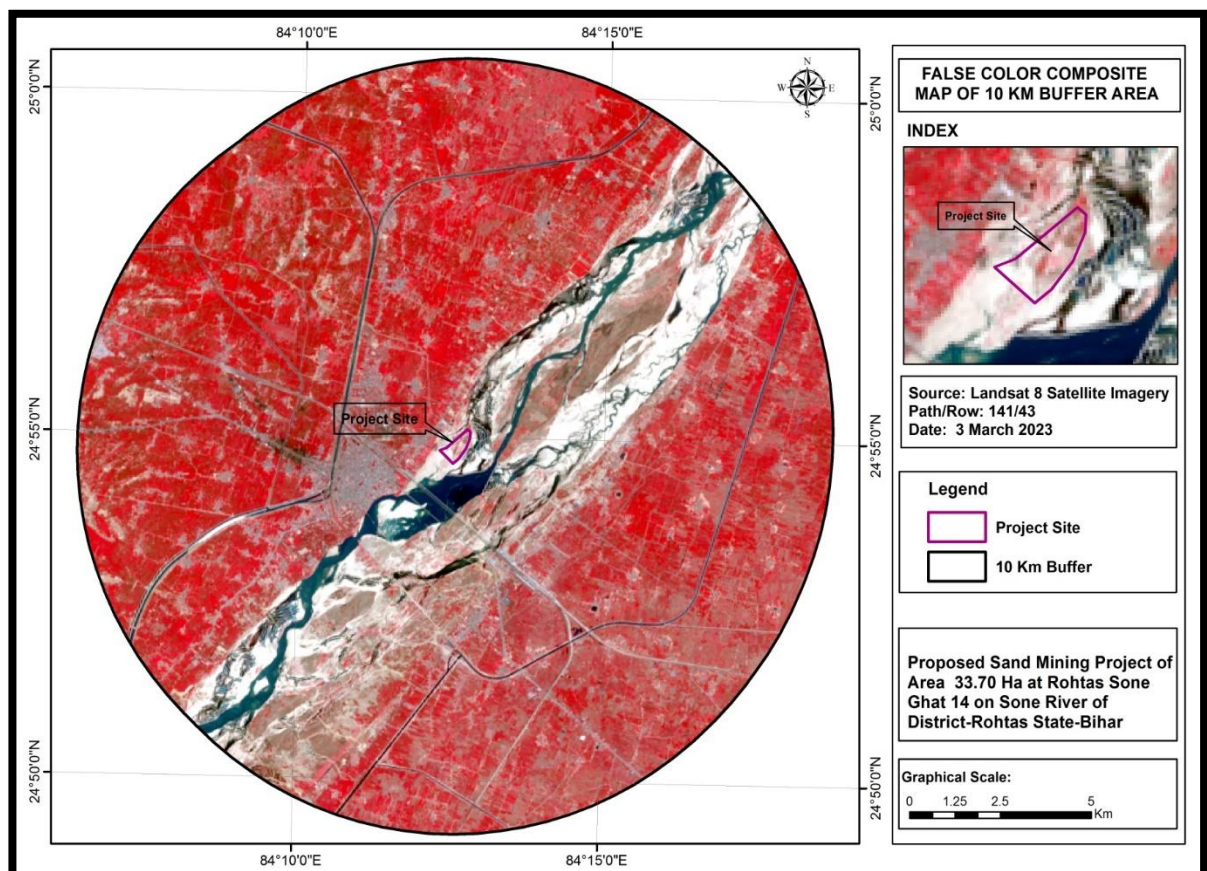 84°10'0"E
84°15'0"E
25°0'0"N
25°0'0"N
N
W
E
S
Project Site
24°55'0"N
24°55'0"N
24°50'0"N
24°50'0"N
84°10'0"E
84°15'0"E
FALSE COLOR COMPOSITE
MAP OF 10 KM BUFFER AREA
INDEX
Project Site
Source: Landsat 8 Satellite Imagery
Path/Row: 141/43
Date: 3 March 2023
Legend
Project Site
10 Km Buffer
Proposed Sand Mining Project of
Area 33.70 Ha at Rohtas Sone
Ghat 14 on Sone River of
District-Rohtas State-Bihar
Graphical Scale:
0 1.25 2.5 5
Km